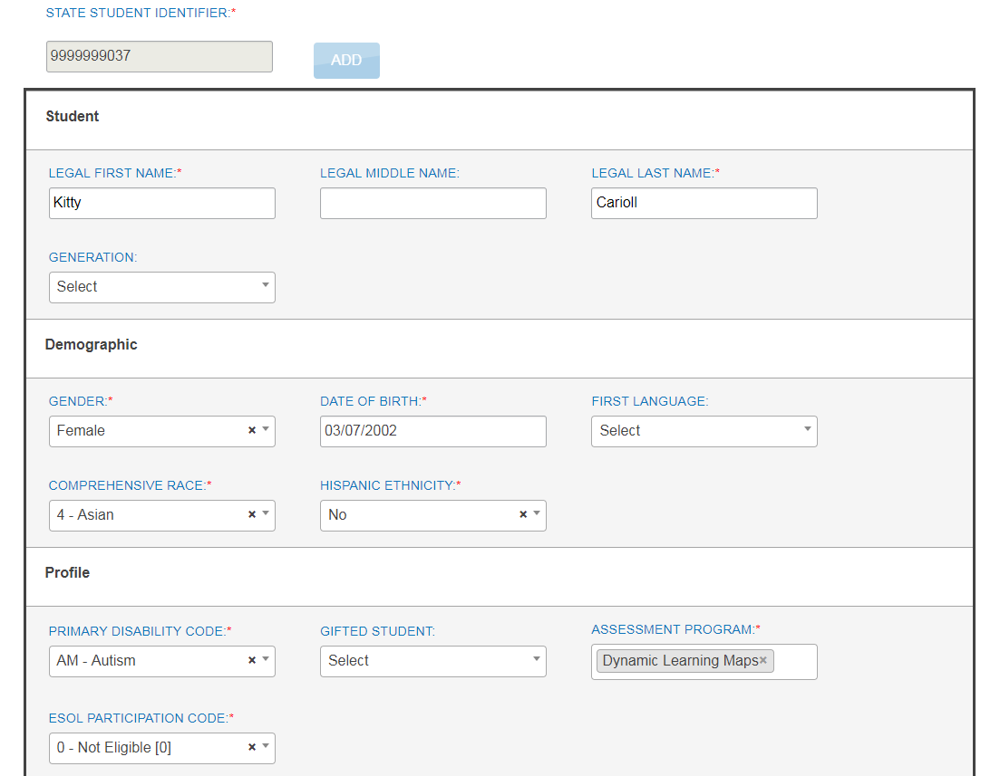 STATE STUDENT IDENTIFIER:*
9999999037 ADD
Student
LEGAL FIRST NAME:* LEGAL MIDDLE NAME: LEGAL LAST NAME:*
Kitty Carioll
GENERATION:
Select
Demographic
GENDER:* DATE OF BIRTH:* FIRST LANGUAGE:
Female × 03/07/2002 Select
COMPREHENSIVE RACE:* HISPANIC ETHNICITY:*
4 - Asian × No ×
Profile
PRIMARY DISABILITY CODE:* GIFTED STUDENT: ASSESSMENT PROGRAM:*
AM - Autism × Select Dynamic Learning Maps×
ESOL PARTICIPATION CODE:*
0 - Not Eligible [0] ×